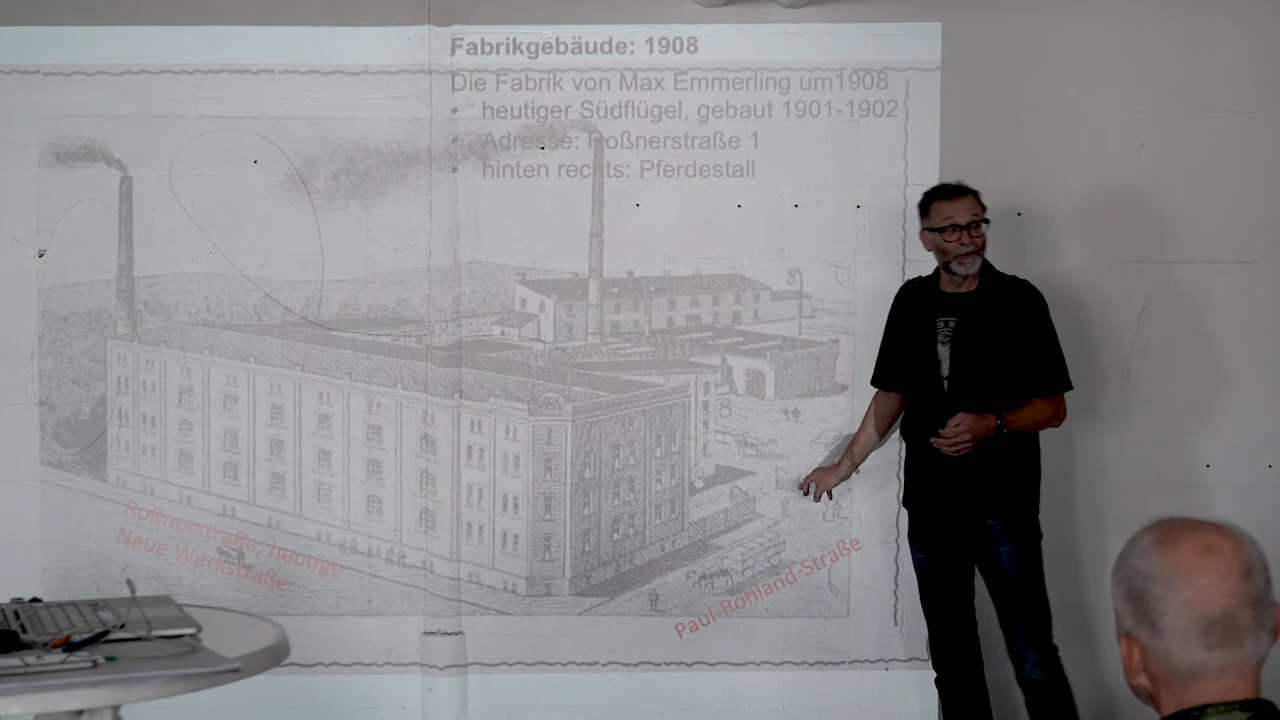 Fabrikgebäude: 1908
Die Fabrik von Max Emmerling um1908
• heutiger Südflügel, gebaut 1901-1902
• Adresse: Roßnerstraße 1
• hinten rechts: Pferdestall
Roßnerstraße, heutige
Neue Werkstraße
Paul-Rohland-Straße